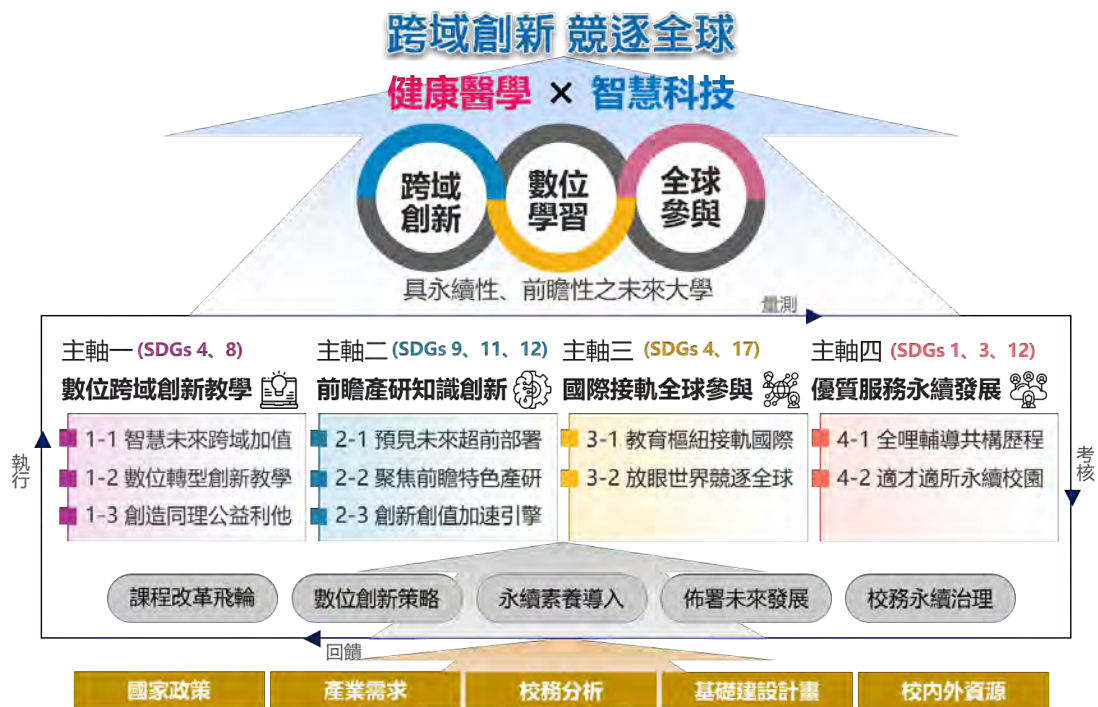 跨域創新 競逐全球
健康醫學 × 智慧科技
跨域
創新
數位
學習
全球
參與
具永續性、前瞻性之未來大學
量測
主軸一 (SDGs 4、8)
數位跨域創新教學
1-1 智慧未來跨域加值
1-2 數位轉型創新教學
1-3 創造同理公益利他
主軸二 (SDGs 9、11、12)
前瞻產研知識創新
2-1 預見未來超前部署
2-2 聚焦前瞻特色產研
2-3 創新創值加速引擎
主軸三 (SDGs 4、17)
國際接軌全球參與
3-1 教育樞紐接軌國際
3-2 放眼世界競逐全球
主軸四 (SDGs 1、3、12)
優質服務永續發展
4-1 全哩輔導共構歷程
4-2 適才適所永續校園
執行
考核
課程改革飛輪
數位創新策略
永續素養導入
佈署未來發展
校務永續治理
回饋
國家政策
產業需求
校務分析
基礎建設計畫
校內外資源